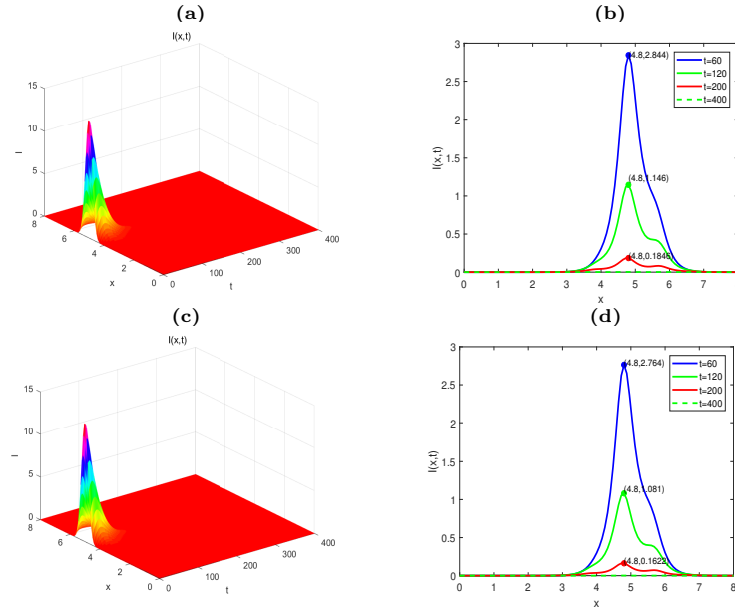 (a)
I(x,t)
15
10
5
0
I
8
6
4
2
0
x
0
100
200
300
400
t
(b)
3
2.5
2
1.5
1
0.5
0
I(x,t)
0 1 2 3 4 5 6 7
x
(4.8,2.844)
(4.8,1.146)
(4.8,0.1846)
t=60
t=120
t=200
t=400
(c)
I(x,t)
15
10
5
0
I
8
6
4
2
0
x
0
100
200
300
400
t
(d)
3
2.5
2
1.5
1
0.5
0
I(x,t)
0 1 2 3 4 5 6 7 8
x
(4.8,2.764)
(4.8,1.081)
(4.8,0.1622
t=60
t=120
t=200
t=400